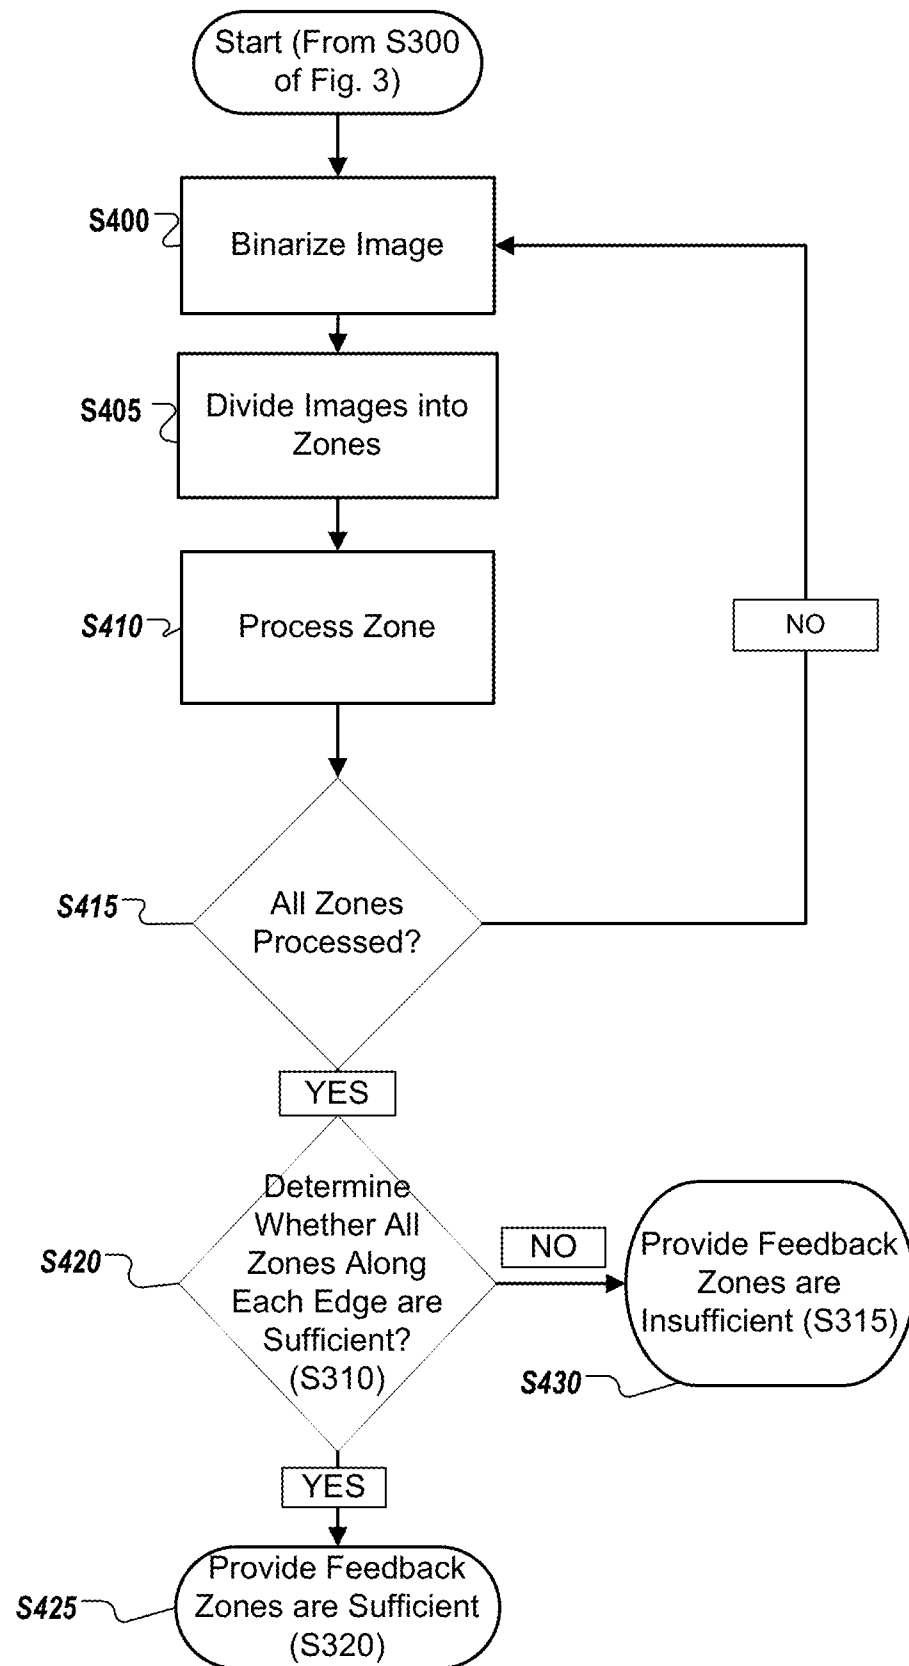 Start (From S300
of Fig. 3)
S400
Binarize Image
S405
Divide Images into
Zones
S410
Process Zone
NO
S415
All Zones
Processed?
YES
S420
Determine
Whether All
Zones Along
Each Edge are
Sufficient?
(S310)
NO
Provide Feedback
Zones are
Insufficient (S315)
S430
YES
S425
Provide Feedback
Zones are Sufficient
(S320)